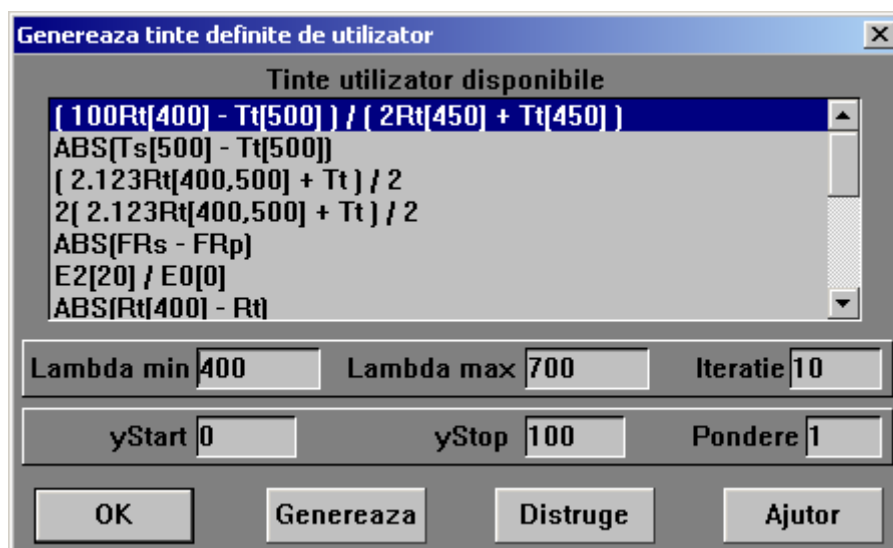 Genereaza tinte definite de utilizator
Tinte utilizator disponibile
( 100Rt[400] - Tt[500] ) / ( 2Rt[450] + Tt[450] )
ABS(Ts[500] - Tt[500])
( 2.123Rt[400,500] + Tt ) / 2
2( 2.123Rt[400,500] + Tt ) / 2
ABS(FRs - FRp)
E2[20] / E0[0]
ABS(Rt[400] - Rt)
Lambda min 400 Lambda max 700 Iteratie 10
yStart 0 yStop 100 Pondere 1
OK Genereaza Distruge Ajutor